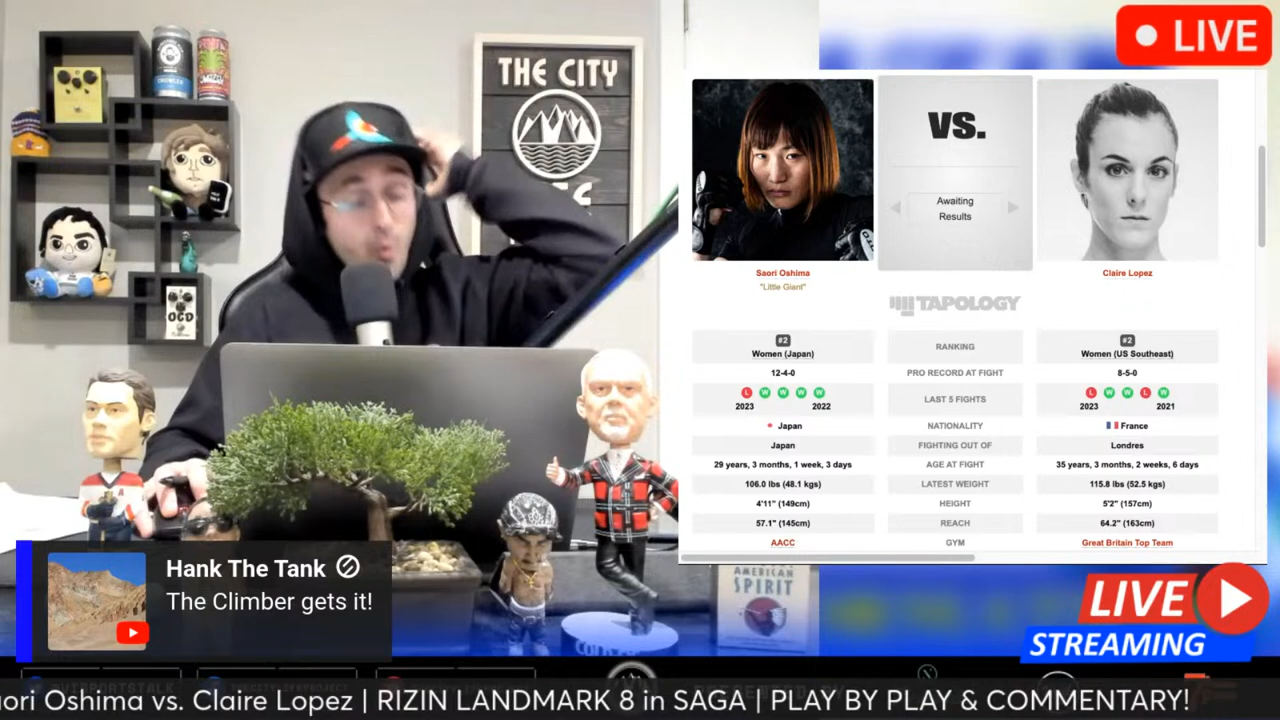 LIVE
THE CITY
VS.
Awaiting
Results
Saori Oshima
"Little Giant"
Claire Lopez
TAPOLOGY
#2
Women (Japan)
RANKING
#2
Women (US Southeast)
12-4-0
PRO RECORD AT FIGHT
8-5-0
L W W W W
2023 2022
LAST 5 FIGHTS
L W W L W
2023 2021
Japan
NATIONALITY
France
Japan
FIGHTING OUT OF
Londres
29 years, 3 months, 1 week, 3 days
AGE AT FIGHT
35 years, 3 months, 2 weeks, 6 days
106.0 lbs (48.1 kgs)
LATEST WEIGHT
115.8 lbs (52.5 kgs)
4'11" (149cm)
HEIGHT
5'2" (157cm)
57.1" (145cm)
REACH
64.2" (163cm)
AACC
GYM
Great Britain Top Team
OCD
AMERICAN
SPIRIT
Hank The Tank
The Climber gets it!
LIVE
STREAMING
aori Oshima vs. Claire Lopez | RIZIN LANDMARK 8 in SAGA | PLAY BY PLAY & COMMENTARY!